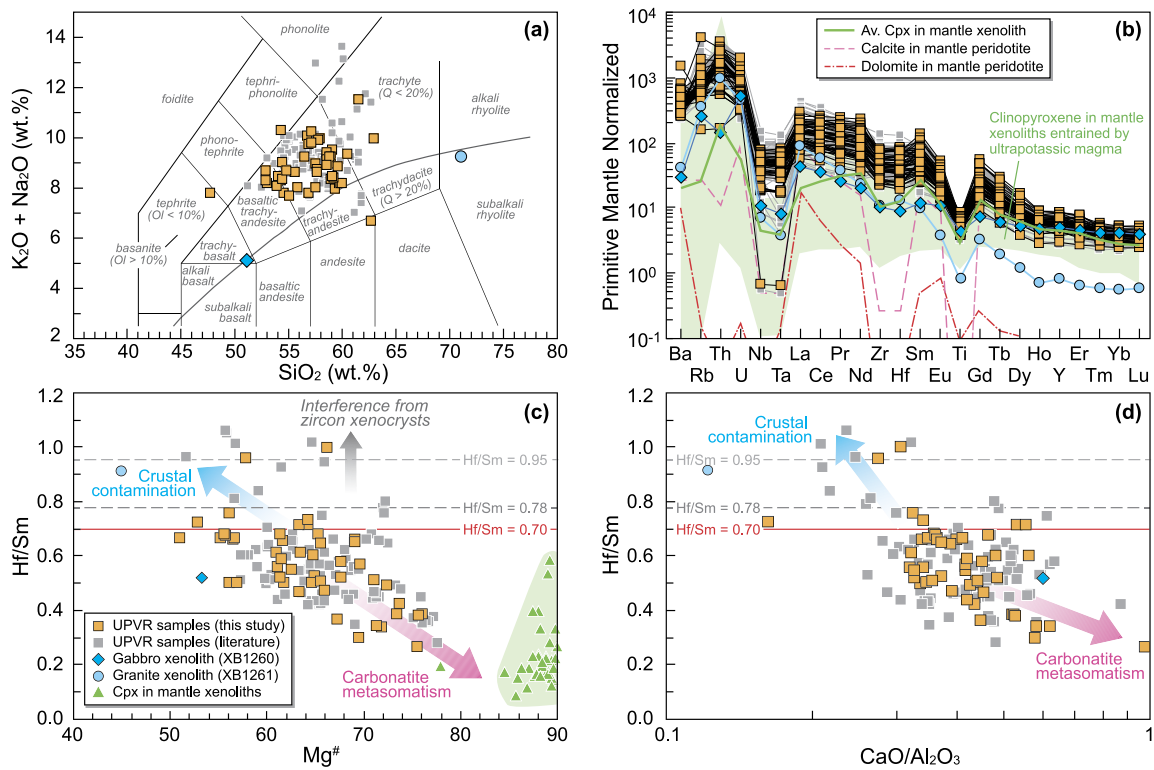 (a)
K₂O + Na₂O (wt.%)
14
12
10
8
6
4
2
35 40 45 50 55 60 65 70 75 80
SiO₂ (wt.%)
phonolite
foidite
tephri-
phonolite
trachyte
(Q < 20%)
alkali
rhyolite
phono-
tephrite
tephrite
(Ol < 10%)
basaltic
trachy-
andesite
trachydacite
(Q > 20%)
basanite
(Ol > 10%)
trachy-
basalt
trachy-
andesite
subalkali
rhyolite
alkali
basalt
andesite
dacite
basaltic
andesite
subalkali
basalt
(b)
Primitive Mantle Normalized
10⁴
10³
10²
10¹
10⁰
10⁻¹
Av. Cpx in mantle xenolith
Calcite in mantle peridotite
Dolomite in mantle peridotite
Clinopyroxene in mantle
xenoliths entrained by
ultrapotassic magma
Ba Th Nb La Pr Zr Sm Ti Tb Ho Er Yb
Rb U Ta Ce Nd Hf Eu Gd Dy Y Tm Lu
(c)
Hf/Sm
1.2
1.0
0.8
0.6
0.4
0.2
0.0
40 50 60 70 80 90
Mg#
Interference from
zircon xenocrysts
Hf/Sm = 0.95
Crustal
contamination
Hf/Sm = 0.78
Hf/Sm = 0.70
UPVR samples (this study)
UPVR samples (literature)
Gabbro xenolith (XB1260)
Granite xenolith (XB1261)
Cpx in mantle xenoliths
Carbonatite
metasomatism
(d)
Hf/Sm
1.2
1.0
0.8
0.6
0.4
0.2
0.0
0.1 1
CaO/Al₂O₃
Crustal
contamination
Hf/Sm = 0.95
Hf/Sm = 0.78
Hf/Sm = 0.70
Carbonatite
metasomatism